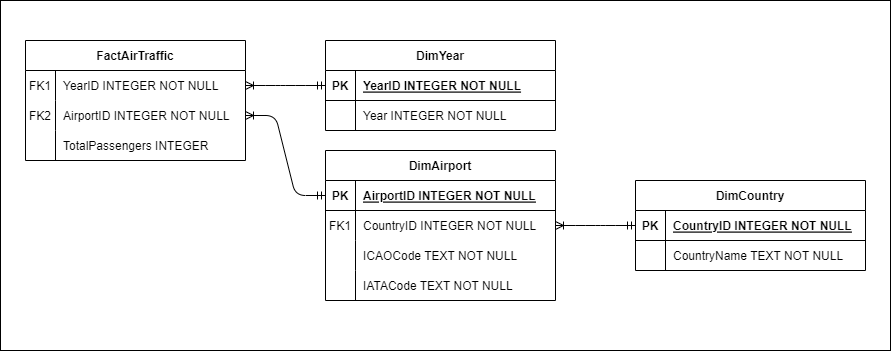 FactAirTraffic
FK1 YearID INTEGER NOT NULL
FK2 AirportID INTEGER NOT NULL
TotalPassengers INTEGER
DimYear
PK YearID INTEGER NOT NULL
Year INTEGER NOT NULL
DimAirport
PK AirportID INTEGER NOT NULL
FK1 CountryID INTEGER NOT NULL
ICAOCode TEXT NOT NULL
IATACode TEXT NOT NULL
DimCountry
PK CountryID INTEGER NOT NULL
CountryName TEXT NOT NULL